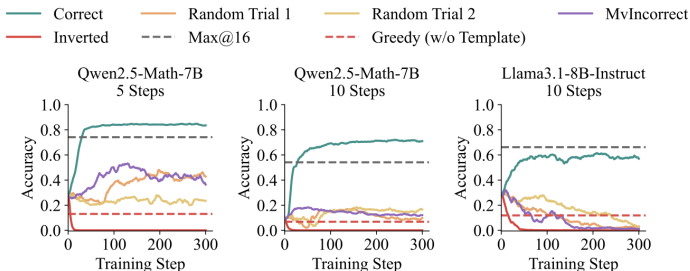 Correct Random Trial 1 Random Trial 2 MvIncorrect
Inverted Max@16 Greedy (w/o Template)
Qwen2.5-Math-7B
5 Steps
Accuracy
1.0
0.8
0.6
0.4
0.2
0.0
0 100 200 300
Training Step
Qwen2.5-Math-7B
10 Steps
Accuracy
1.0
0.8
0.6
0.4
0.2
0.0
0 100 200 300
Training Step
Llama3.1-8B-Instruct
10 Steps
Accuracy
1.0
0.8
0.6
0.4
0.2
0.0
0 100 200 300
Training Step